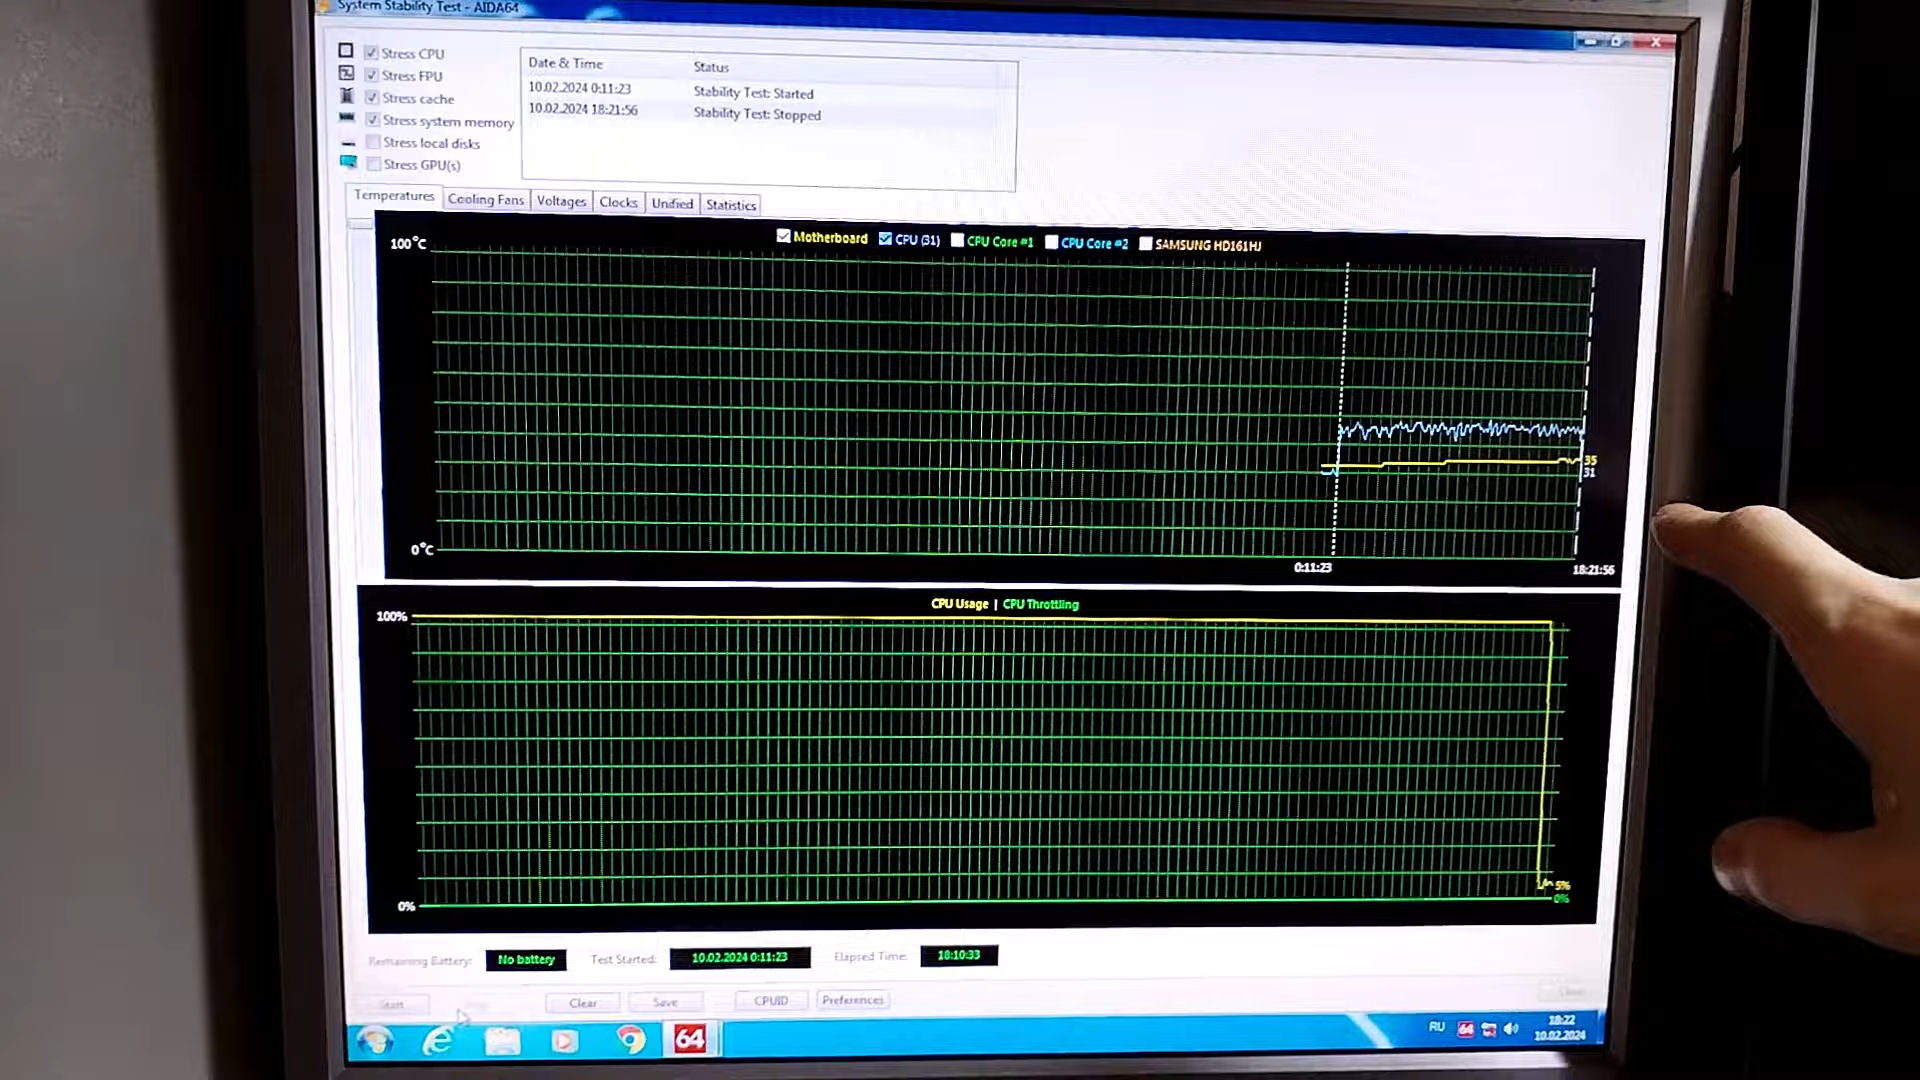 System Stability Test - AIDA64
Stress CPU
Stress FPU
Stress cache
Stress system memory
Stress local disks
Stress GPU(s)
Date & Time Status
10.02.2024 0:11:23 Stability Test: Started
10.02.2024 18:21:56 Stability Test: Stopped
Temperatures Cooling Fans Voltages Clocks Unified Statistics
Motherboard CPU (31) CPU Core #1 CPU Core #2 SAMSUNG HD161HJ
100°C
35
31
0°C
0:11:23 18:21:56
CPU Usage | CPU Throttling
100%
5%
0% 0%
Remaining Battery: No battery Test Started: 10.02.2024 0:11:23 Elapsed Time: 18:10:33
Start Clear Save CPUID Preferences Close
64 RU 64 18:22
10.02.2024